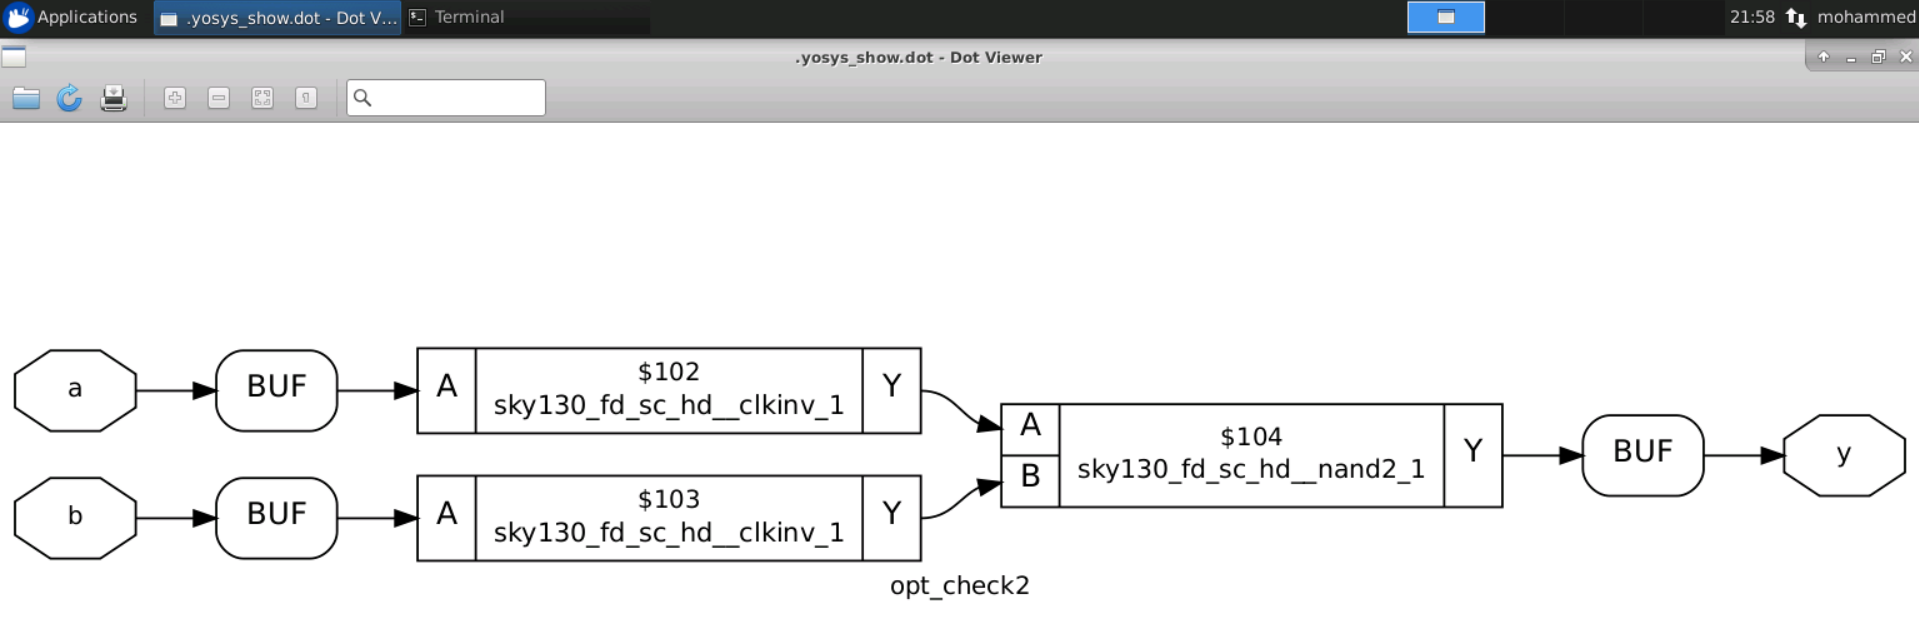 Applications
.yosys_show.dot - Dot V...
Terminal
21:58
mohammed
.yosys_show.dot - Dot Viewer
a
BUF
A
$102
sky130_fd_sc_hd__clkinv_1
Y
b
BUF
A
$103
sky130_fd_sc_hd__clkinv_1
Y
A
B
$104
sky130_fd_sc_hd__nand2_1
Y
BUF
y
opt_check2